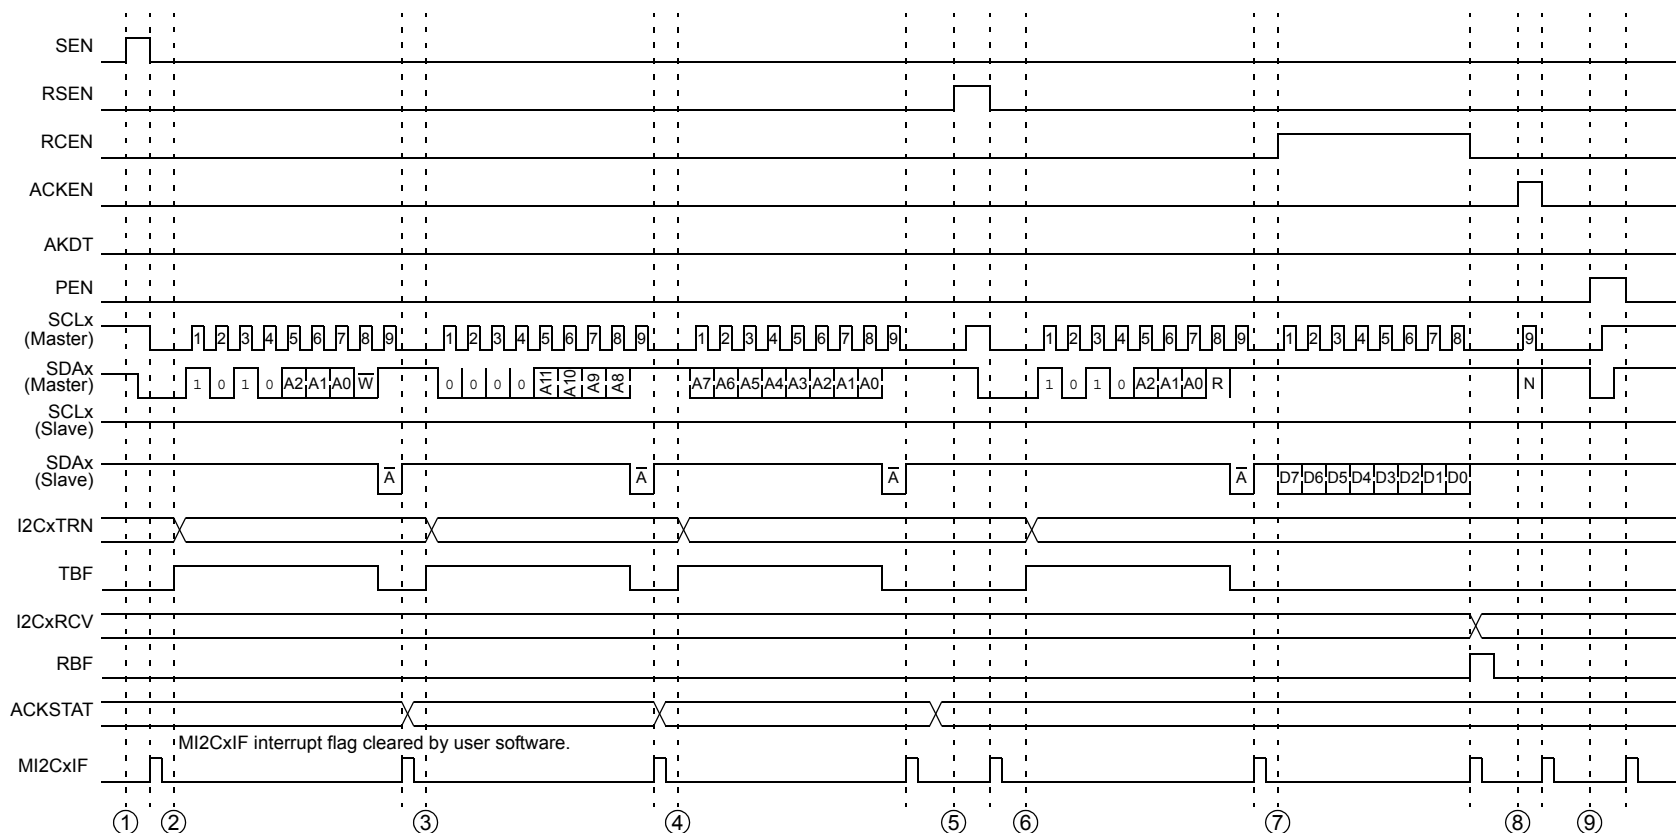 SEN
RSEN
RCEN
ACKEN
AKDT
PEN
SCLx
(Master)
1 2 3 4 5 6 7 8 9 1 2 3 4 5 6 7 8 9 1 2 3 4 5 6 7 8 9 1 2 3 4 5 6 7 8 9 1 2 3 4 5 6 7 8 9
SDAx
(Master)
1 0 1 0 A2 A1 A0 W̅ 0 0 0 0 A11 A10 A9 A8 A7 A6 A5 A4 A3 A2 A1 A0 1 0 1 0 A2 A1 A0 R N
SCLx
(Slave)
SDAx
(Slave)
A̅ A̅ A̅ A̅ D7 D6 D5 D4 D3 D2 D1 D0
I2CxTRN
TBF
I2CxRCV
RBF
ACKSTAT
MI2CxIF interrupt flag cleared by user software.
MI2CxIF
1 2 3 4 5 6 7 8 9